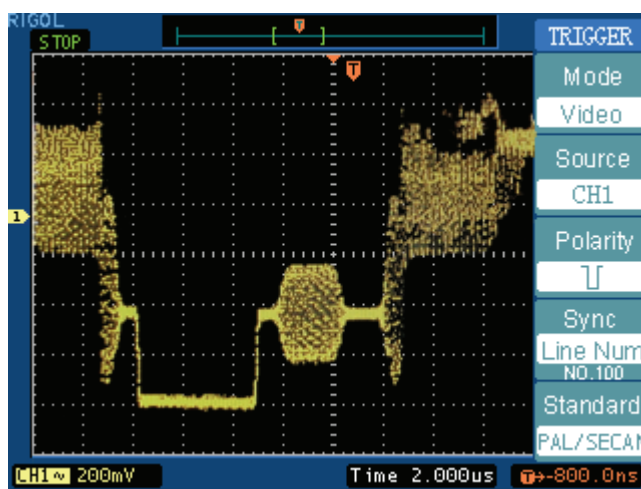 RIGOL
STOP
T
T
TRIGGER
Mode
Video
Source
CH1
1
Polarity
Sync
Line Num
NO.100
Standard
PAL/SECAM
CH1~ 200mV Time 2.000us T→-800.0ns